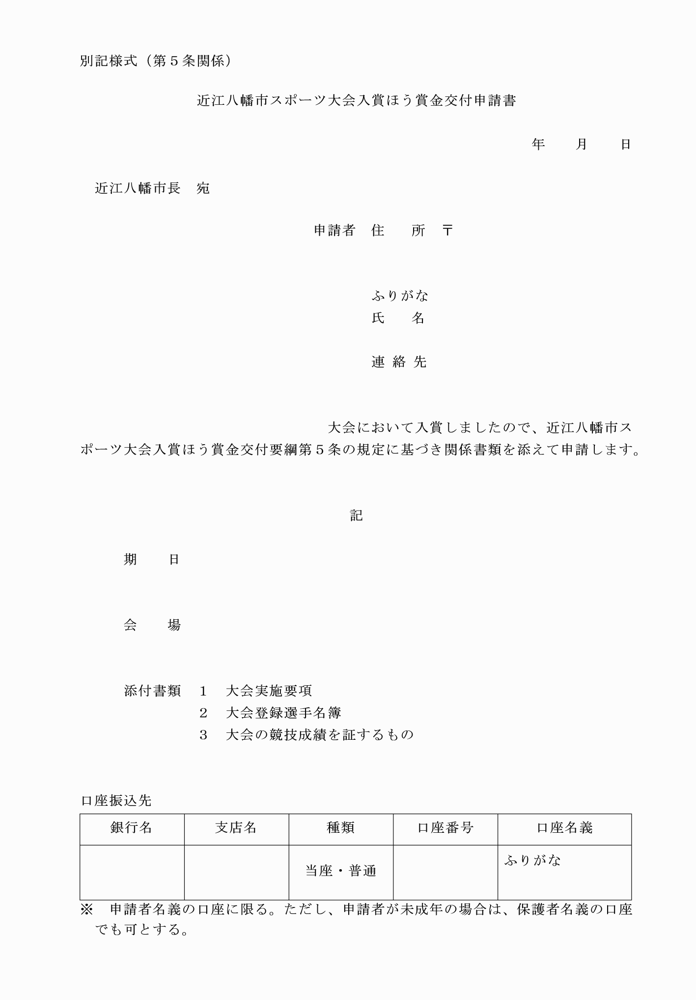 別記様式（第５条関係）
近江八幡市スポーツ大会入賞ほう賞金交付申請書
年　　月　　日
近江八幡市長　宛
申請者　住　　所　〒
ふりがな
氏　　名
連 絡 先
大会において入賞しましたので、近江八幡市ス
ポーツ大会入賞ほう賞金交付要綱第５条の規定に基づき関係書類を添えて申請します。
記
期　　日
会　　場
添付書類　１　大会実施要項
２　大会登録選手名簿
３　大会の競技成績を証するもの
口座振込先
銀行名　支店名　種類　口座番号　口座名義
ふりがな
当座・普通
※　申請者名義の口座に限る。ただし、申請者が未成年の場合は、保護者名義の口座
でも可とする。